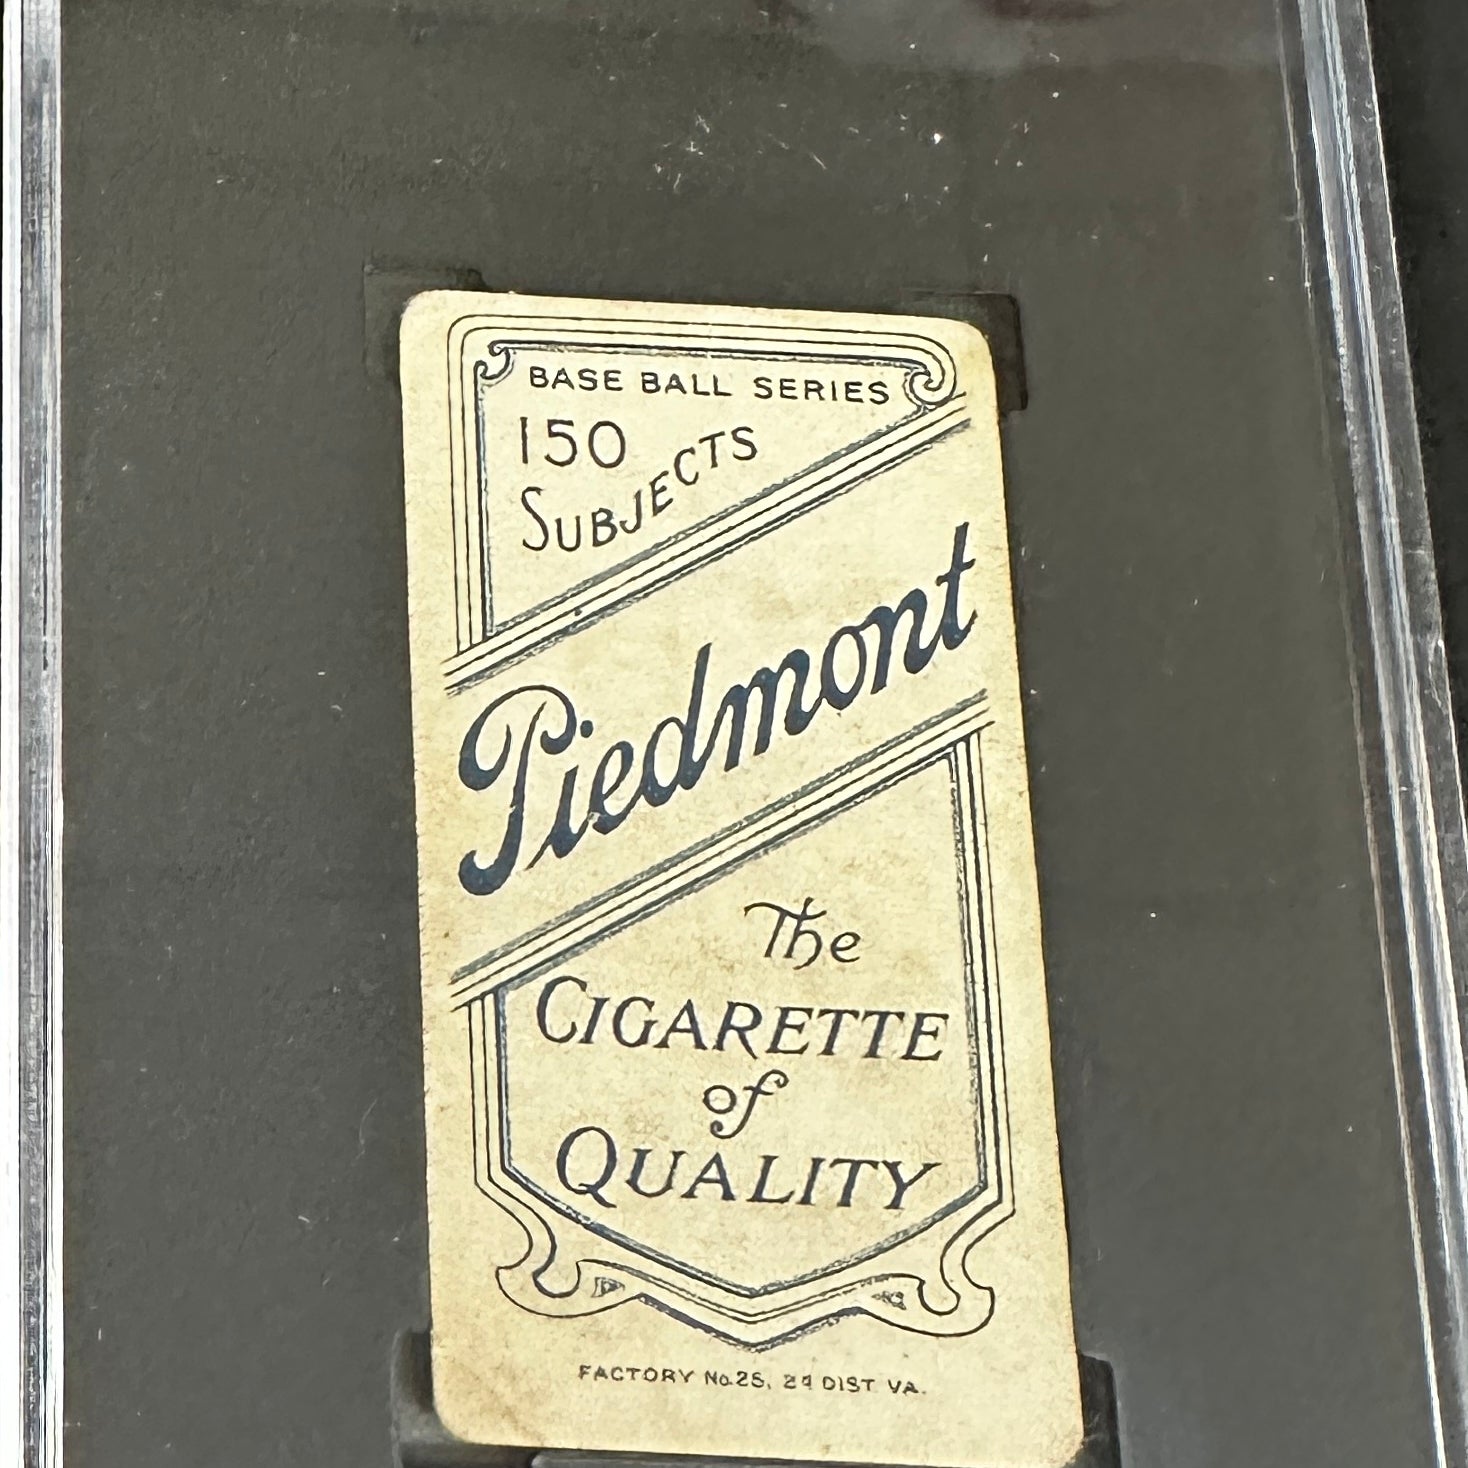 BASE BALL SERIES
150
SUBJECTS
Piedmont
The
CIGARETTE
of
QUALITY
FACTORY No. 25, 2d DIST. VA.